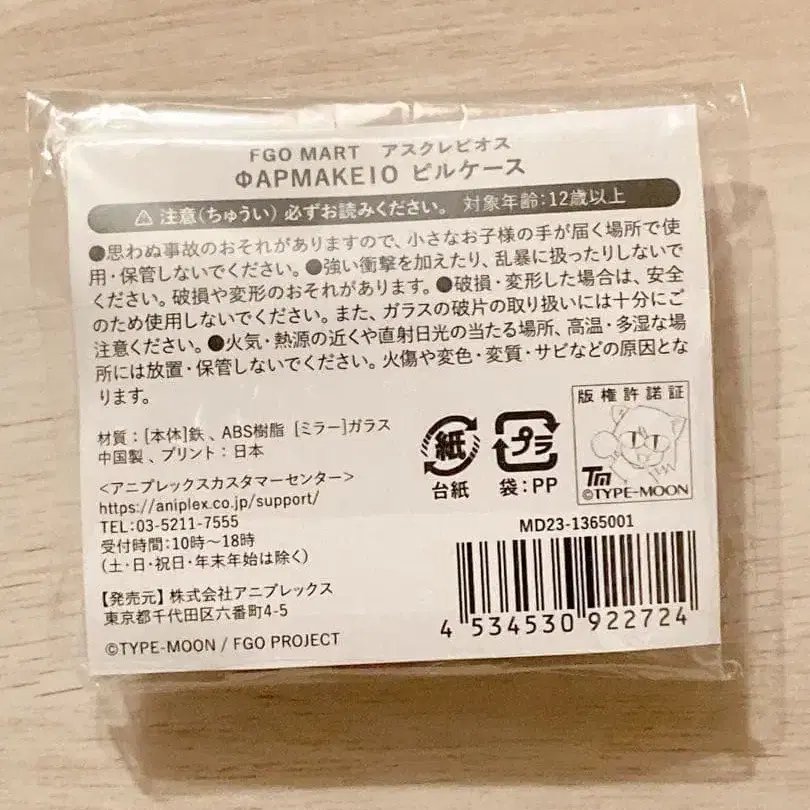 FGO MART　アスクレピオス
ΦAPMAKEIO ピルケース
⚠ 注意(ちゅうい) 必ずお読みください。 対象年齢:12歳以上
●思わぬ事故のおそれがありますので、小さなお子様の手が届く場所で使
用・保管しないでください。●強い衝撃を加えたり、乱暴に扱ったりしないで
ください。破損や変形のおそれがあります。●破損・変形した場合は、安全
のため使用しないでください。また、ガラスの破片の取り扱いには十分にご
注意ください。●火気・熱源の近くや直射日光の当たる場所、高温・多湿な場
所には放置・保管しないでください。火傷や変色・変質・サビなどの原因とな
ります。
材質：[本体]鉄、ABS樹脂 [ミラー]ガラス
中国製、プリント：日本
<アニプレックスカスタマーセンター>
https://aniplex.co.jp/support/
TEL:03-5211-7555
受付時間:10時～18時
(土・日・祝日・年末年始は除く)
【発売元】株式会社アニプレックス
東京都千代田区六番町4-5
©TYPE-MOON / FGO PROJECT
紙
台紙
プラ
袋:PP
版権許諾証
TM
©TYPE-MOON
MD23-1365001
4 534530 922724